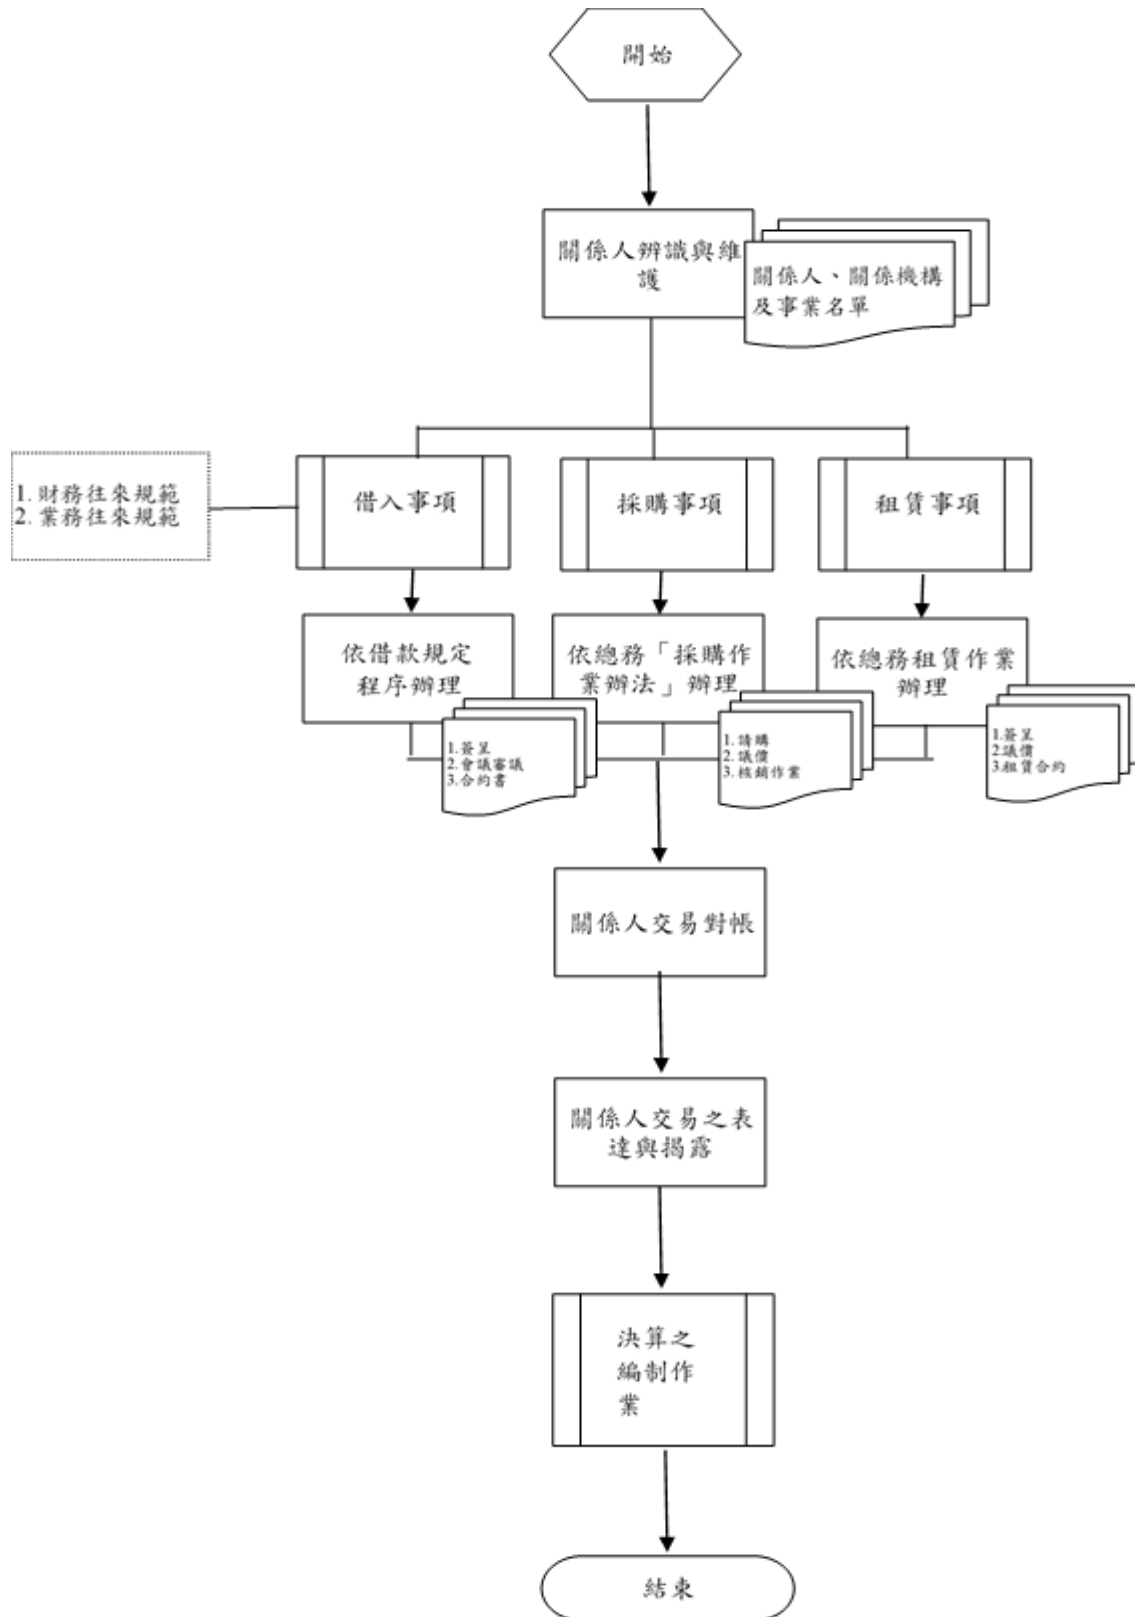 開始
關係人辨識與維
護
關係人、關係機構
及事業名單
1. 財務往來規範
2. 業務往來規範
借入事項
採購事項
租賃事項
依借款規定
程序辦理
依總務「採購作
業辦法」辦理
依總務租賃作業
辦理
1.簽呈
2.會議審議
3.合約書
1. 請購
2. 議價
3. 核銷作業
1.簽呈
2.議價
3.租賃合約
關係人交易對帳
關係人交易之表
達與揭露
決算之
編制作
業
結束